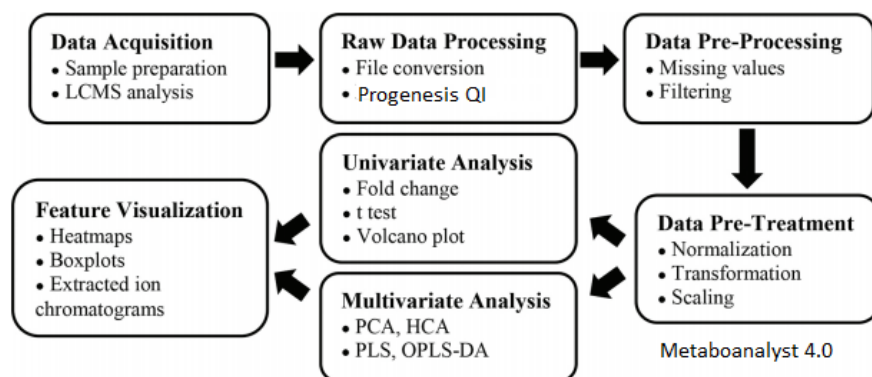 Data Acquisition
• Sample preparation
• LCMS analysis
Raw Data Processing
• File conversion
• Progenesis QI
Data Pre-Processing
• Missing values
• Filtering
Data Pre-Treatment
• Normalization
• Transformation
• Scaling
Metaboanalyst 4.0
Univariate Analysis
• Fold change
• t test
• Volcano plot
Multivariate Analysis
• PCA, HCA
• PLS, OPLS-DA
Feature Visualization
• Heatmaps
• Boxplots
• Extracted ion
chromatograms